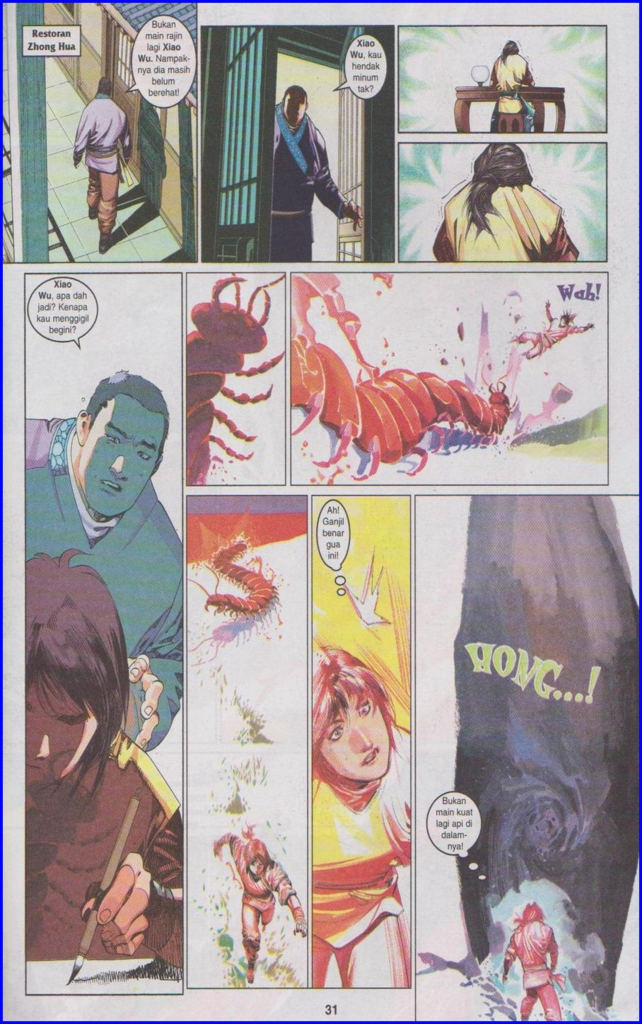 Restoran
Zhong Hua
Bukan
main rajin
lagi Xiao
Wu. Nampak-
nya dia masih
belum
berehat!
Xiao
Wu, kau
hendak
minum
tak?
Xiao
Wu, apa dah
jadi? Kenapa
kau menggigil
begini?
Wah!
Ah!
Ganjil
benar
gua
ini!
HONG...!
Bukan
main kuat
lagi api di
dalam-
nya!
31